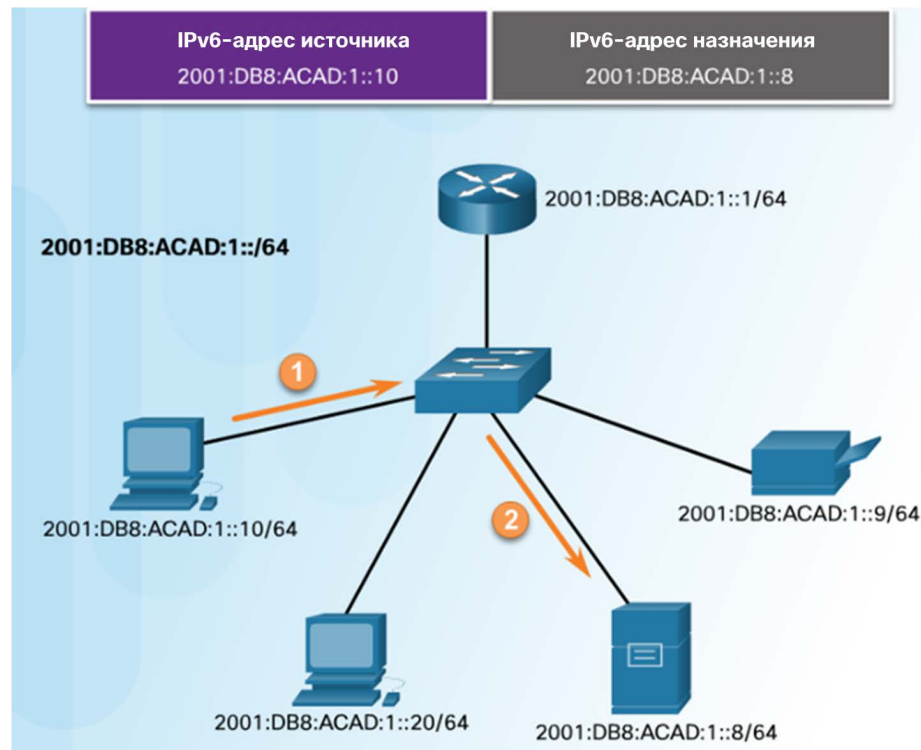 IPv6-адрес источника
2001:DB8:ACAD:1::10
IPv6-адрес назначения
2001:DB8:ACAD:1::8
2001:DB8:ACAD:1::1/64
2001:DB8:ACAD:1::/64
1
2001:DB8:ACAD:1::10/64
2
2001:DB8:ACAD:1::9/64
2001:DB8:ACAD:1::20/64
2001:DB8:ACAD:1::8/64